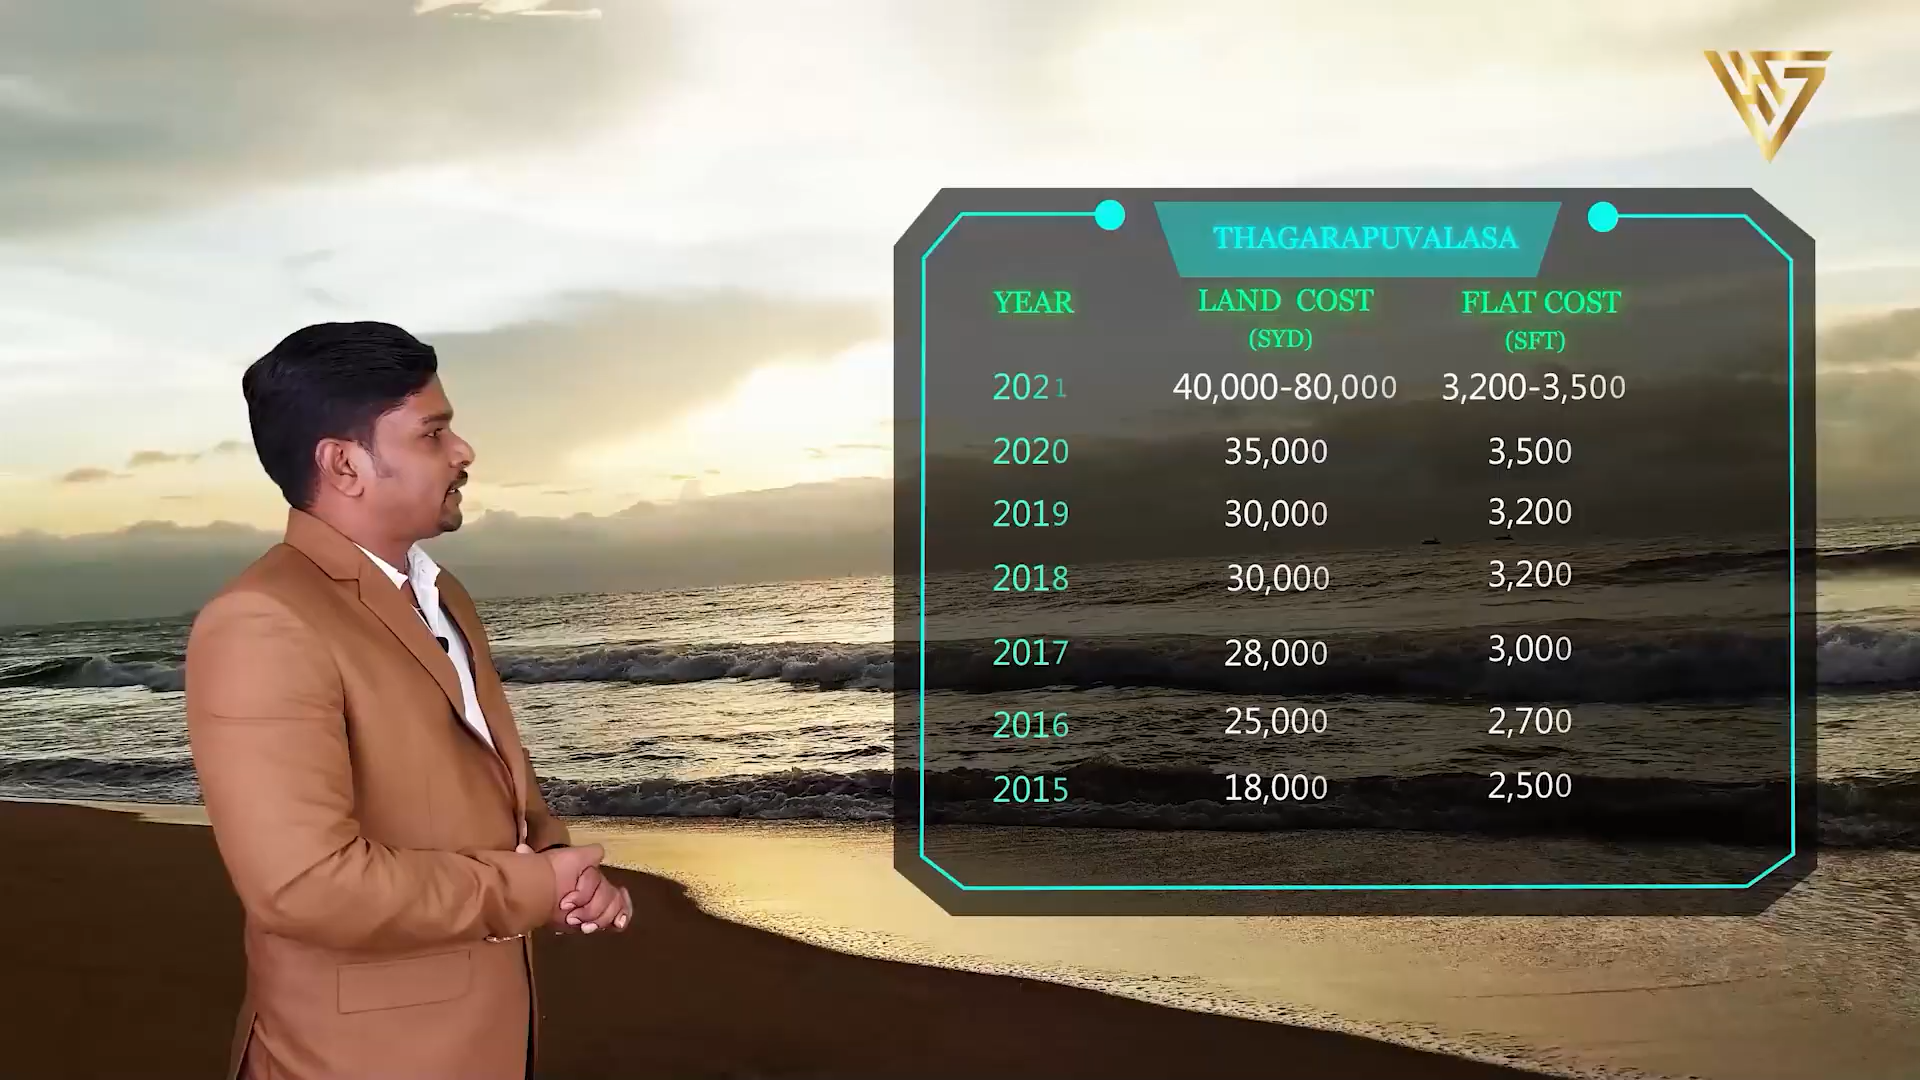 THAGARAPUVALASA
YEAR LAND COST FLAT COST
(SYD) (SFT)
2021 40,000-80,000 3,200-3,500
2020 35,000 3,500
2019 30,000 3,200
2018 30,000 3,200
2017 28,000 3,000
2016 25,000 2,700
2015 18,000 2,500